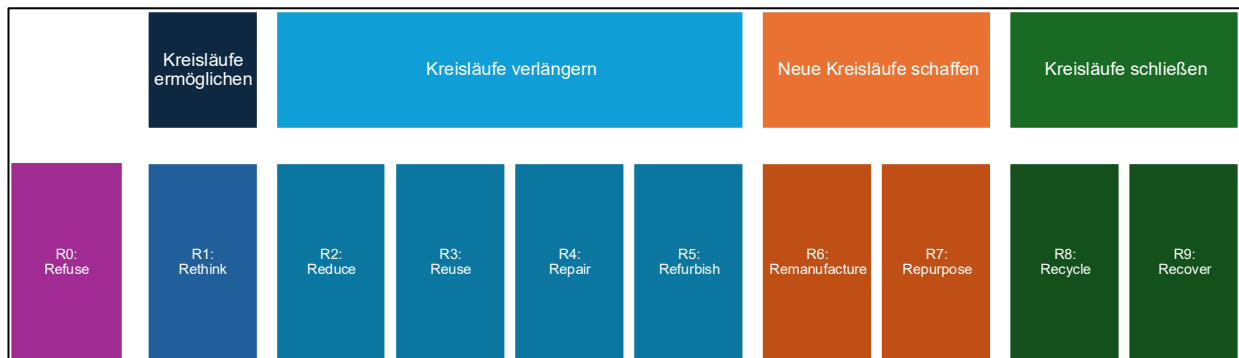 Kreisläufe
ermöglichen
Kreisläufe verlängern
Neue Kreisläufe schaffen
Kreisläufe schließen
R0:
Refuse
R1:
Rethink
R2:
Reduce
R3:
Reuse
R4:
Repair
R5:
Refurbish
R6:
Remanufacture
R7:
Repurpose
R8:
Recycle
R9:
Recover